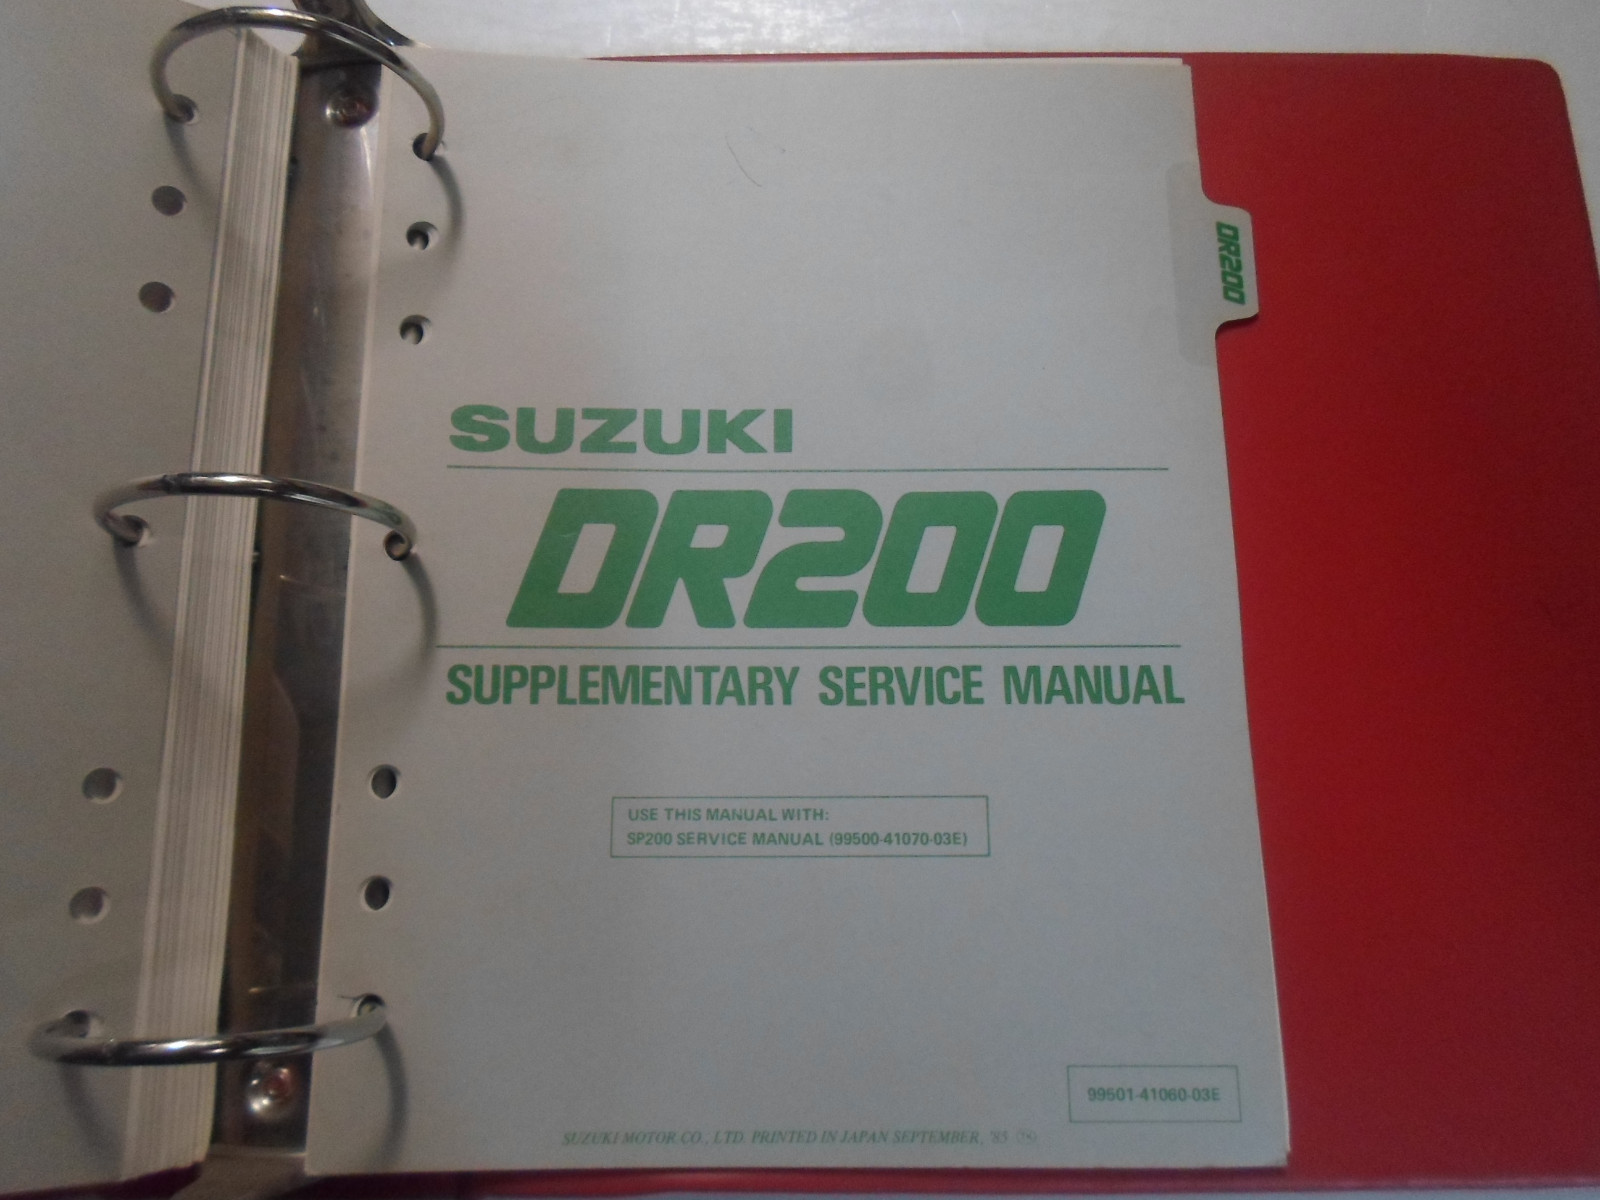 DR200
SUZUKI
DR200
SUPPLEMENTARY SERVICE MANUAL
USE THIS MANUAL WITH:
SP200 SERVICE MANUAL (99500-41070-03E)
99501-41060-03E
SUZUKI MOTOR CO., LTD. PRINTED IN JAPAN SEPTEMBER, '85